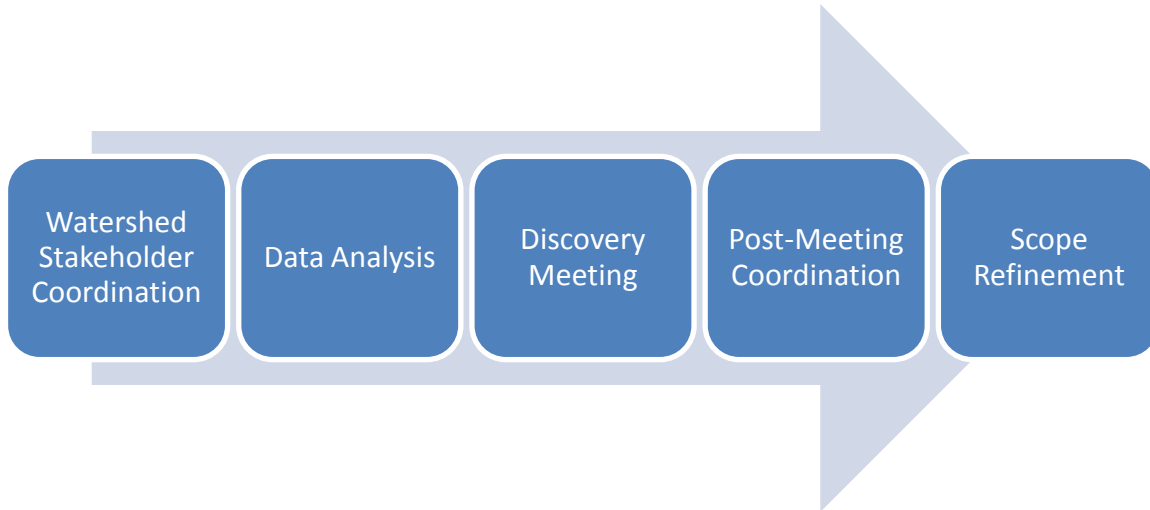 Watershed
Stakeholder
Coordination
Data Analysis
Discovery
Meeting
Post-Meeting
Coordination
Scope
Refinement